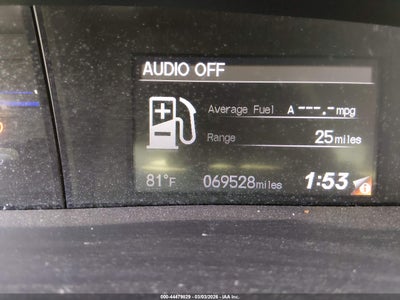 AUDIO OFF
Average Fuel A ---.- mpg
Range 25 miles
81°F 069528 miles 1:53
000-44479829 - 03/03/2026 - IAA Inc.